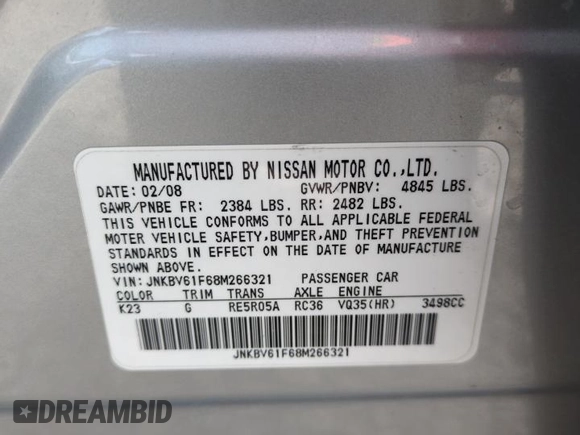 MANUFACTURED BY NISSAN MOTOR CO.,LTD.
DATE: 02/08 GVWR/PNBV: 4845 LBS.
GAWR/PNBE FR: 2384 LBS. RR: 2482 LBS.
THIS VEHICLE CONFORMS TO ALL APPLICABLE FEDERAL
MOTOR VEHICLE SAFETY,BUMPER,AND THEFT PREVENTION
STANDARDS IN EFFECT ON THE DATE OF MANUFACTURE
SHOWN ABOVE.
VIN: JNKBV61F68M266321 PASSENGER CAR
COLOR TRIM TRANS AXLE ENGINE
K23 G RE5R05A RC36 VQ35(HR) 3498CC
JNKBV61F68M266321
DREAMBID